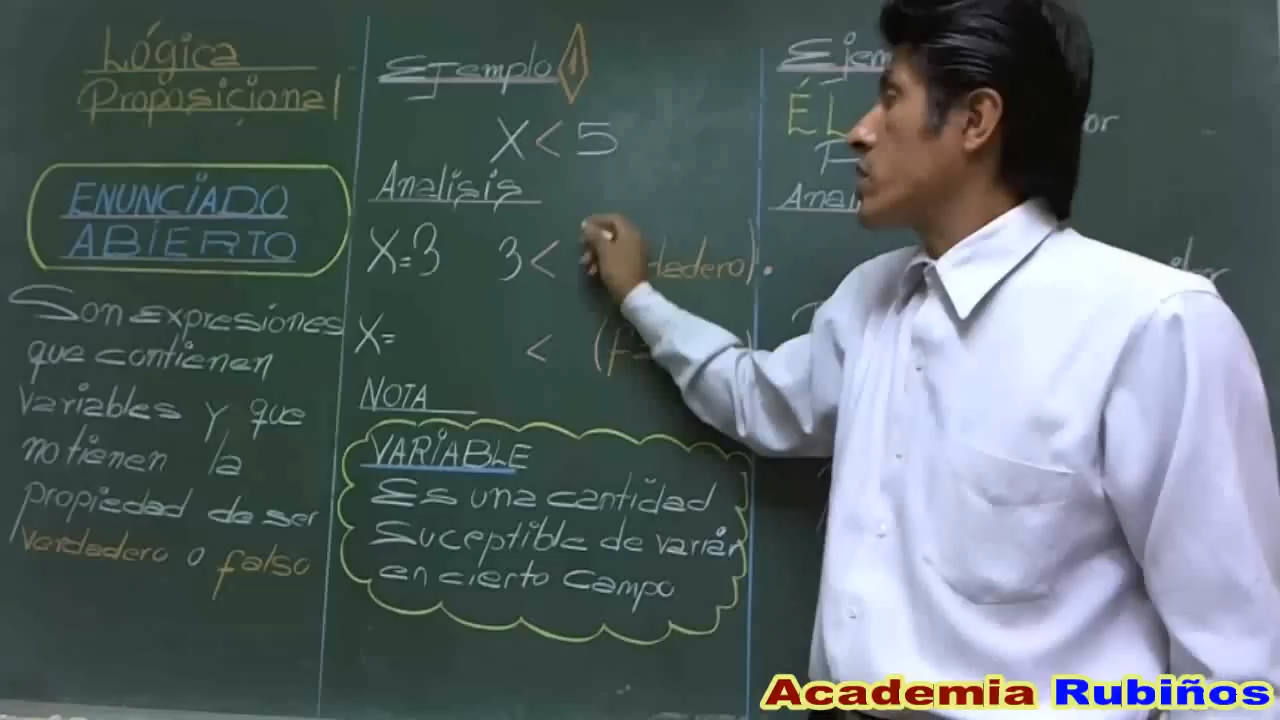 Lógica
Proposicional
ENUNCIADO
ABIERTO
Son expresiones
que contienen
variables y que
no tienen la
propiedad de ser
verdadero o falso
Ejemplo 1
X < 5
Analisis
X=3 3 <
X= <
NOTA
VARIABLE
Es una cantidad
Suceptible de variar
en cierto campo
ÉL
Academia Rubiños